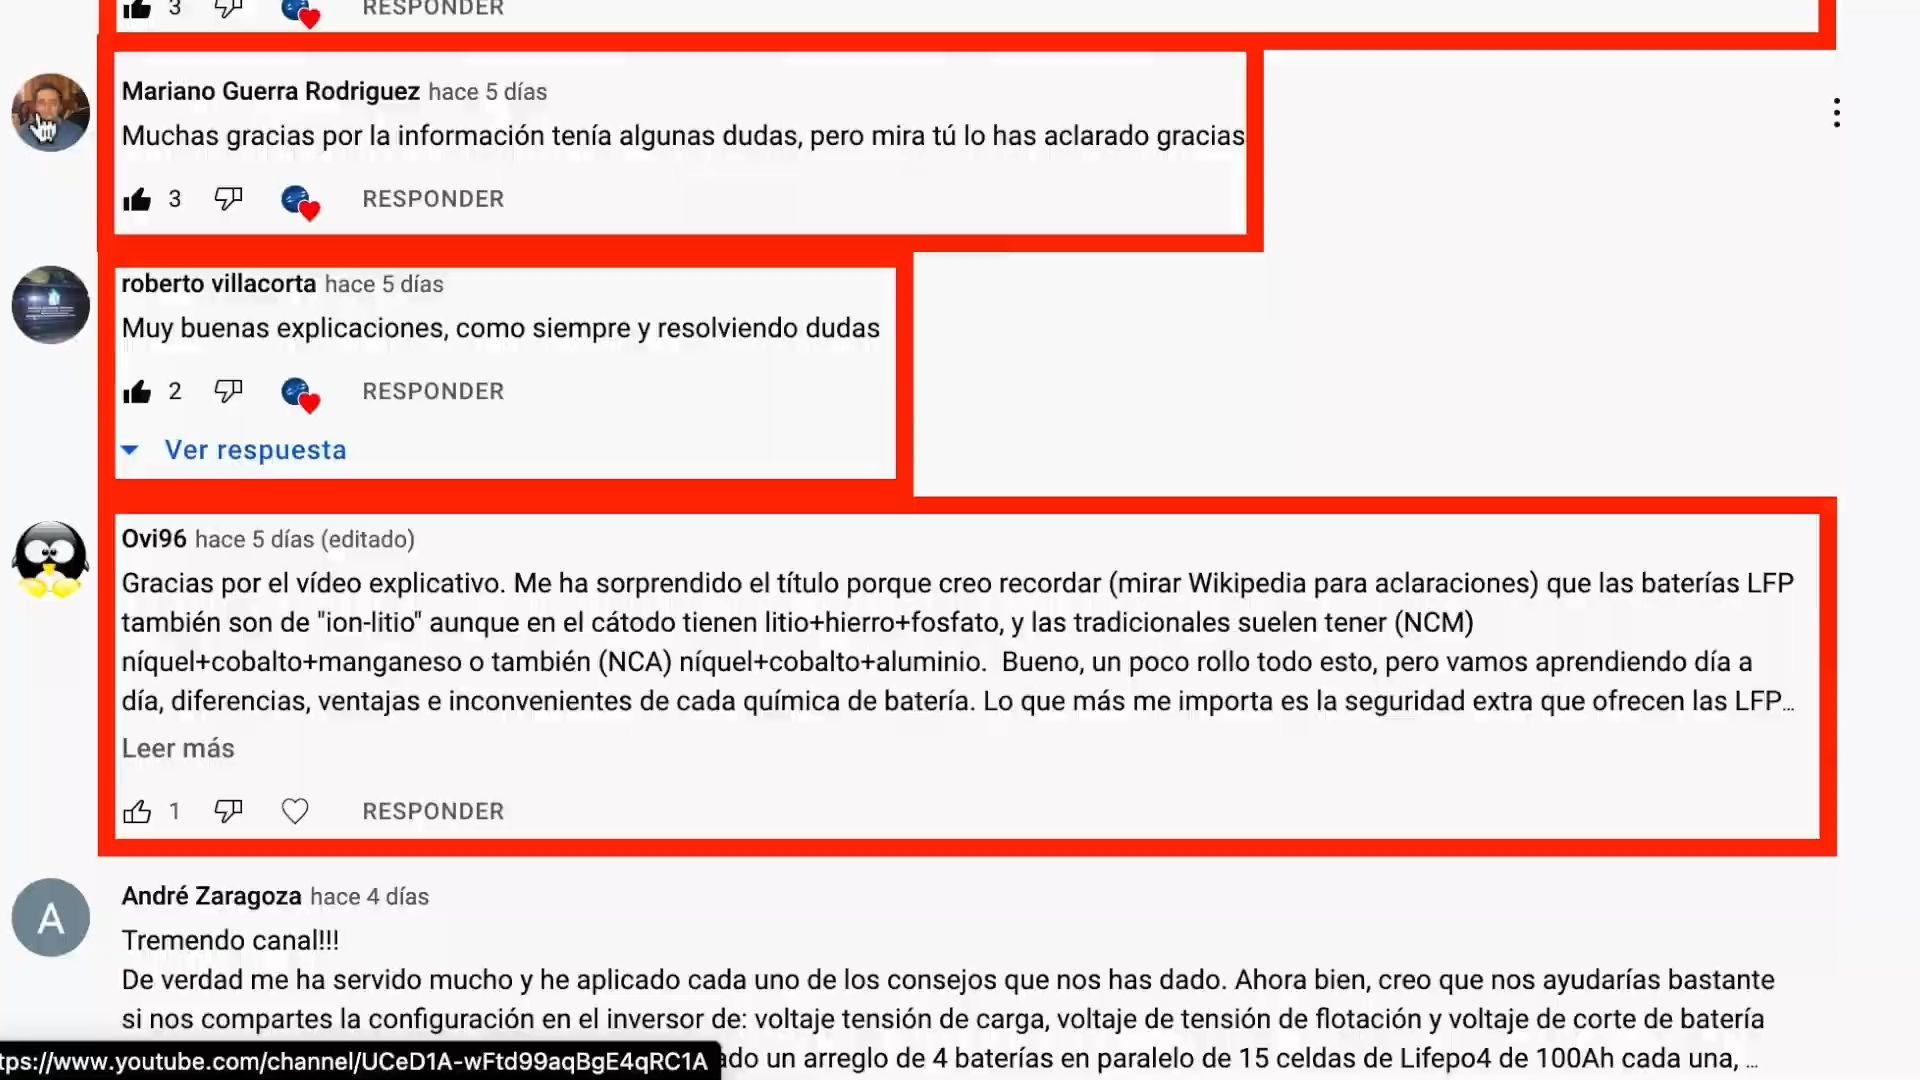 3 RESPONDER
Mariano Guerra Rodriguez hace 5 días
Muchas gracias por la información tenía algunas dudas, pero mira tú lo has aclarado gracias
3 RESPONDER
roberto villacorta hace 5 días
Muy buenas explicaciones, como siempre y resolviendo dudas
2 RESPONDER
Ver respuesta
Ovi96 hace 5 días (editado)
Gracias por el vídeo explicativo. Me ha sorprendido el título porque creo recordar (mirar Wikipedia para aclaraciones) que las baterías LFP
también son de "ion-litio" aunque en el cátodo tienen litio+hierro+fosfato, y las tradicionales suelen tener (NCM)
níquel+cobalto+manganeso o también (NCA) níquel+cobalto+aluminio. Bueno, un poco rollo todo esto, pero vamos aprendiendo día a
día, diferencias, ventajas e inconvenientes de cada química de batería. Lo que más me importa es la seguridad extra que ofrecen las LFP...
Leer más
1 RESPONDER
A
André Zaragoza hace 4 días
Tremendo canal!!!
De verdad me ha servido mucho y he aplicado cada uno de los consejos que nos has dado. Ahora bien, creo que nos ayudarías bastante
si nos compartes la configuración en el inversor de: voltaje tensión de carga, voltaje de tensión de flotación y voltaje de corte de batería
tps://www.youtube.com/channel/UCeD1A-wFtd99aqBgE4qRC1A ado un arreglo de 4 baterías en paralelo de 15 celdas de Lifepo4 de 100Ah cada una, ...